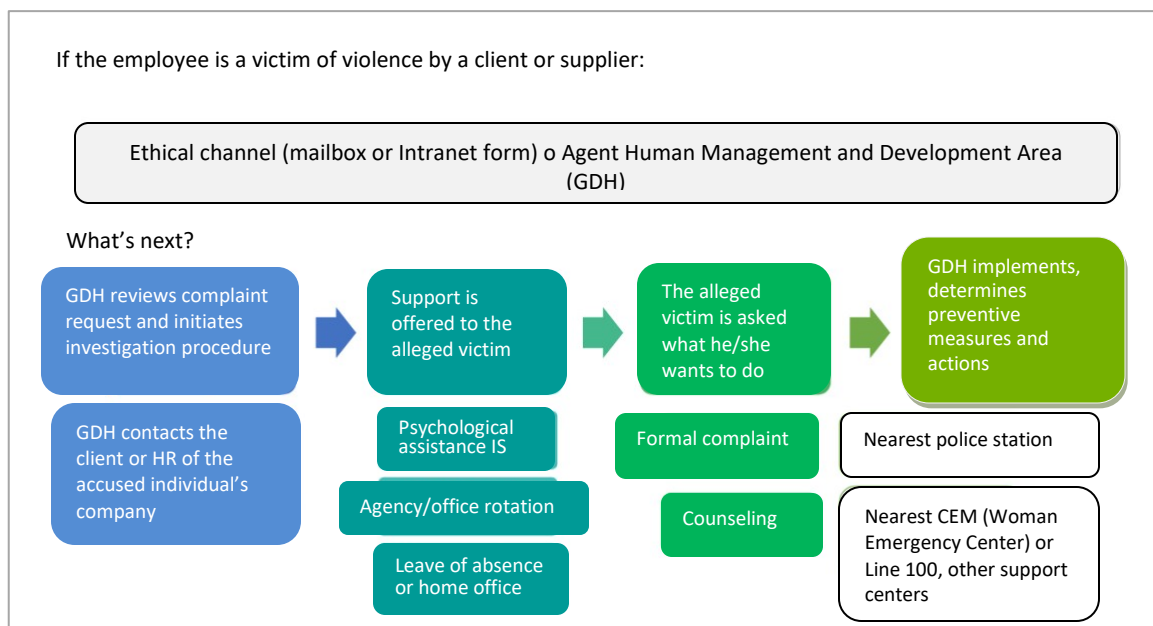 If the employee is a victim of violence by a client or supplier:
Ethical channel (mailbox or Intranet form) o Agent Human Management and Development Area
(GDH)
What's next?
GDH reviews complaint
request and initiates
investigation procedure
Support is
offered to the
alleged victim
The alleged
victim is asked
what he/she
wants to do
GDH implements,
determines
preventive
measures and
actions
GDH contacts the
client or HR of the
accused individual's
company
Psychological
assistance IS
Agency/office rotation
Leave of absence
or home office
Formal complaint
Counseling
Nearest police station
Nearest CEM (Woman
Emergency Center) or
Line 100, other support
centers